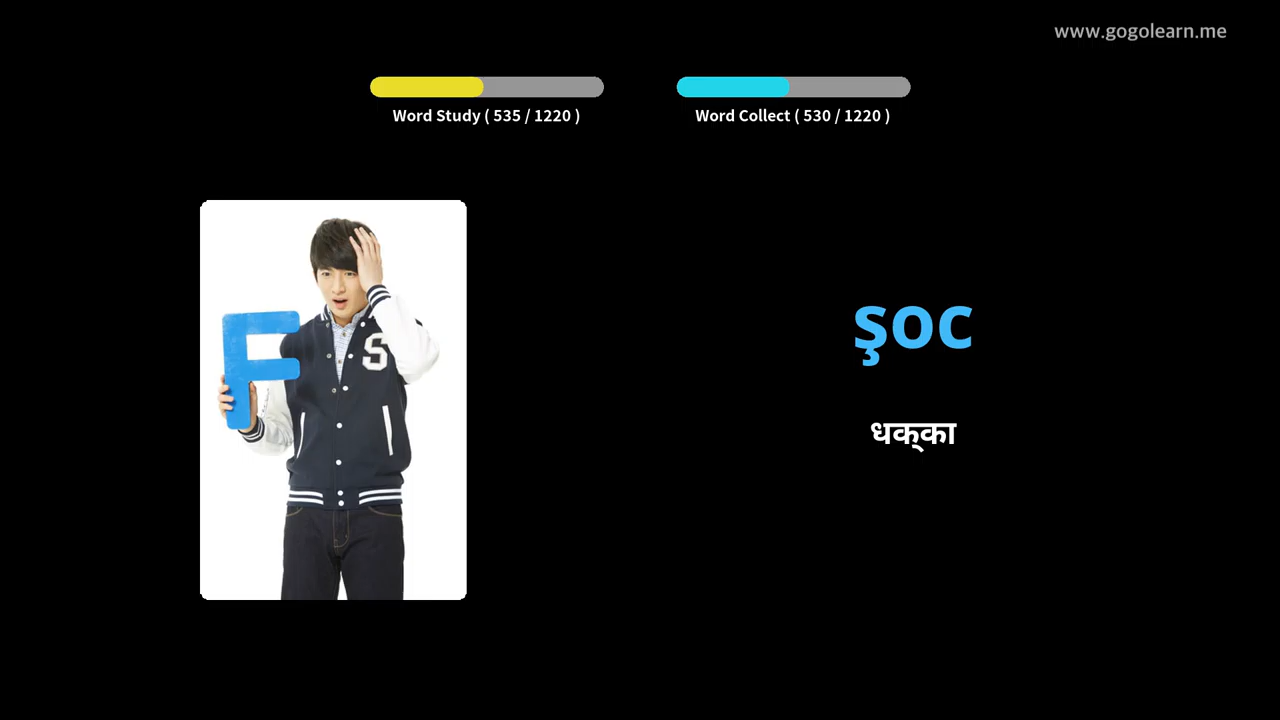 www.gogolearn.me
Word Study ( 535 / 1220 )
Word Collect ( 530 / 1220 )
F
S
şoc
धक्का